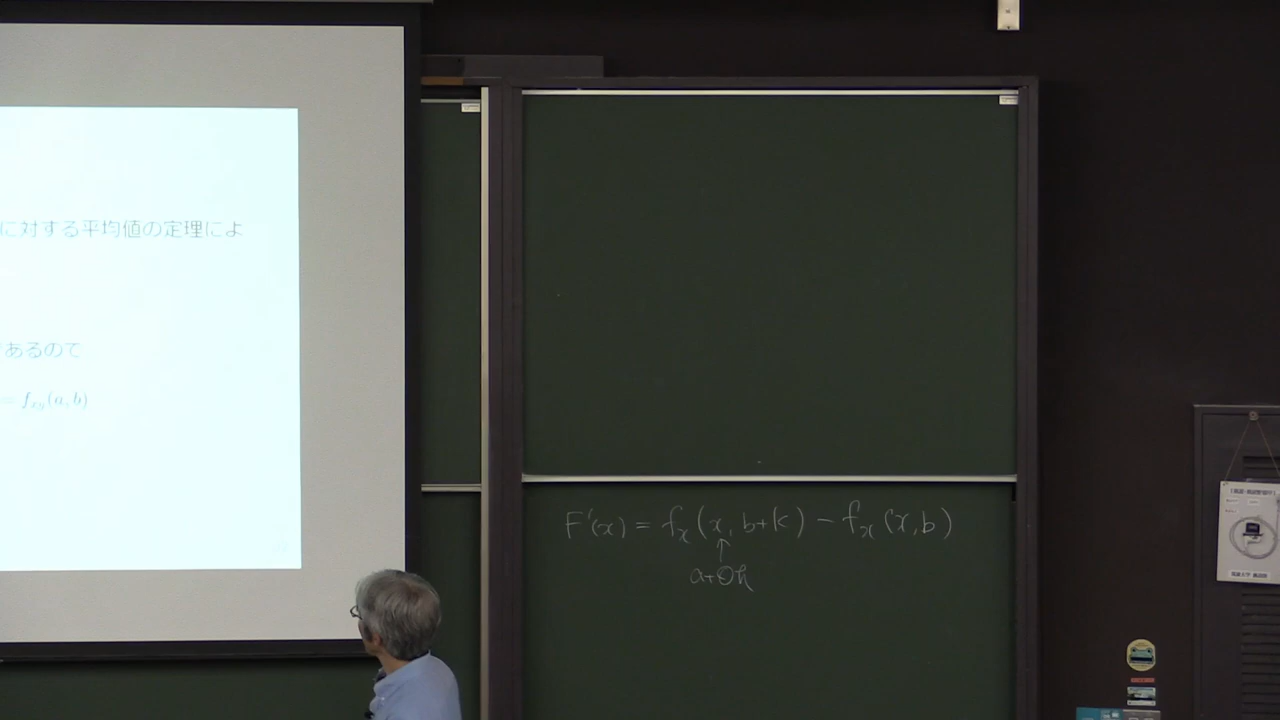 に対する平均値の定理によ
あるので
= f_{xy}(a, b)
F'(x) = f_x(x, b+k) − f_x(x, b)
↑
a+θh